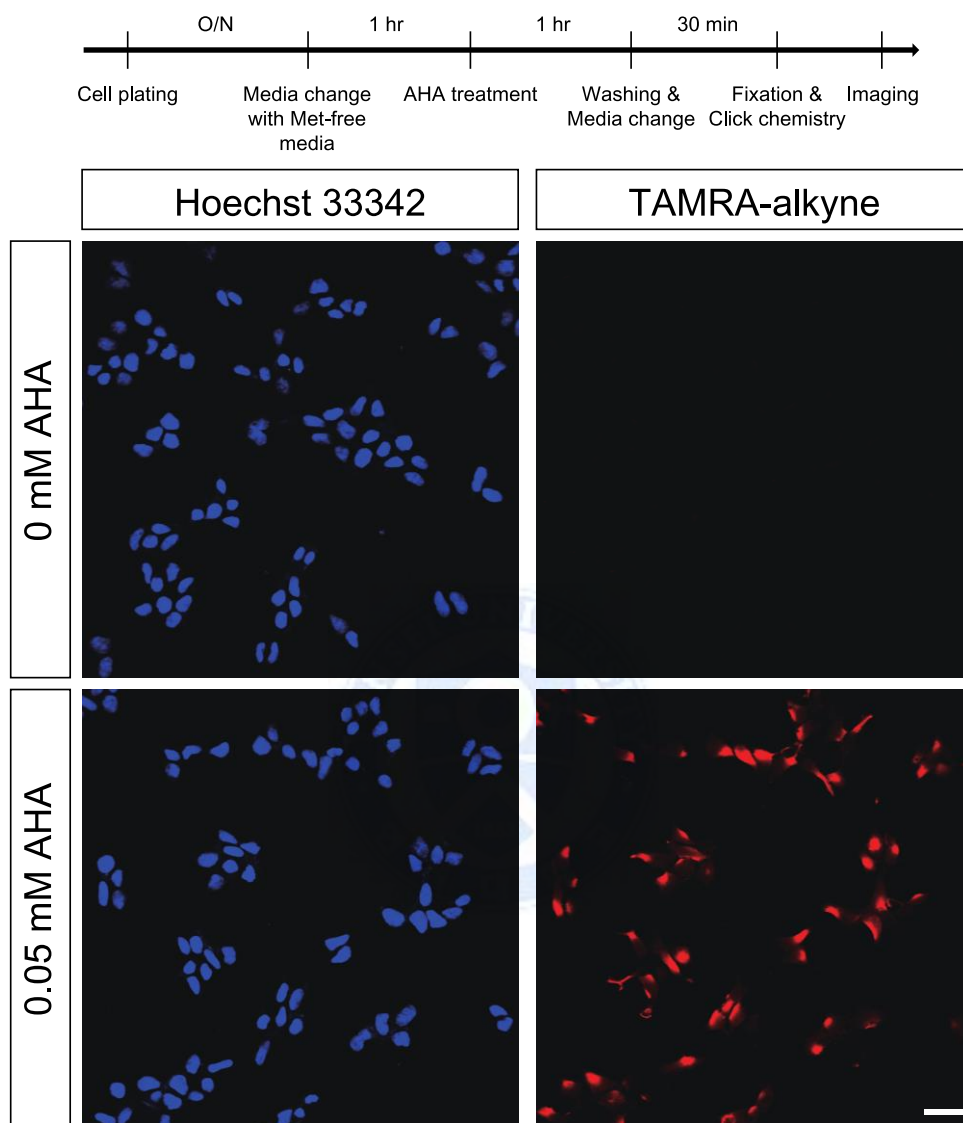 O/N 1 hr 1 hr 30 min
Cell plating Media change AHA treatment Washing & Fixation & Imaging
with Met-free Media change Click chemistry
media
Hoechst 33342 TAMRA-alkyne
0 mM AHA
0.05 mM AHA